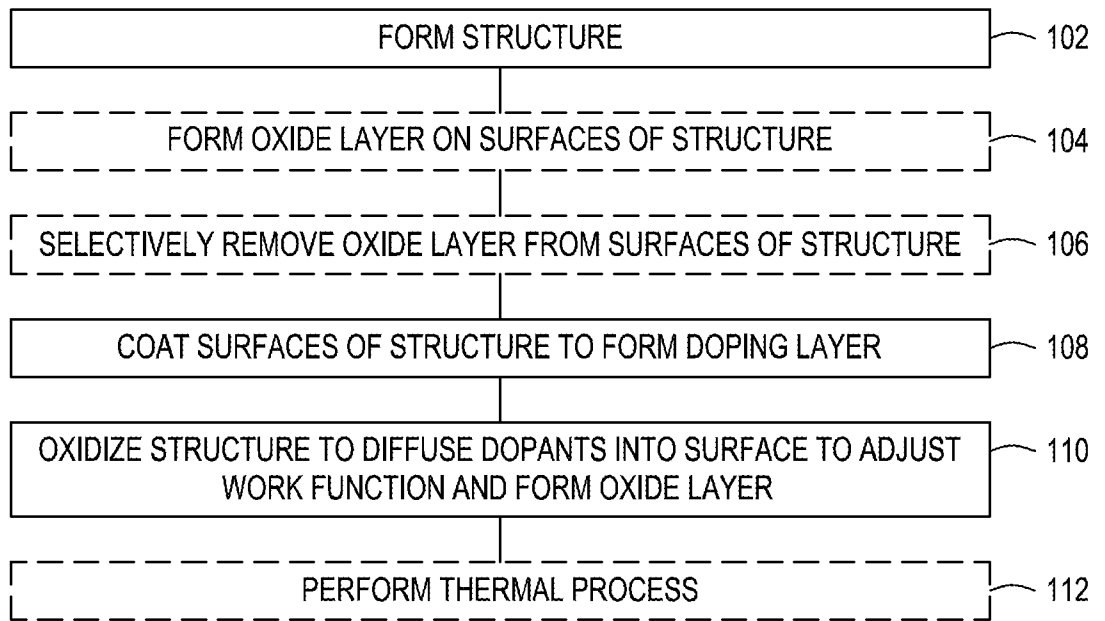 FORM STRUCTURE 102
FORM OXIDE LAYER ON SURFACES OF STRUCTURE 104
SELECTIVELY REMOVE OXIDE LAYER FROM SURFACES OF STRUCTURE 106
COAT SURFACES OF STRUCTURE TO FORM DOPING LAYER 108
OXIDIZE STRUCTURE TO DIFFUSE DOPANTS INTO SURFACE TO ADJUST 110
WORK FUNCTION AND FORM OXIDE LAYER
PERFORM THERMAL PROCESS 112